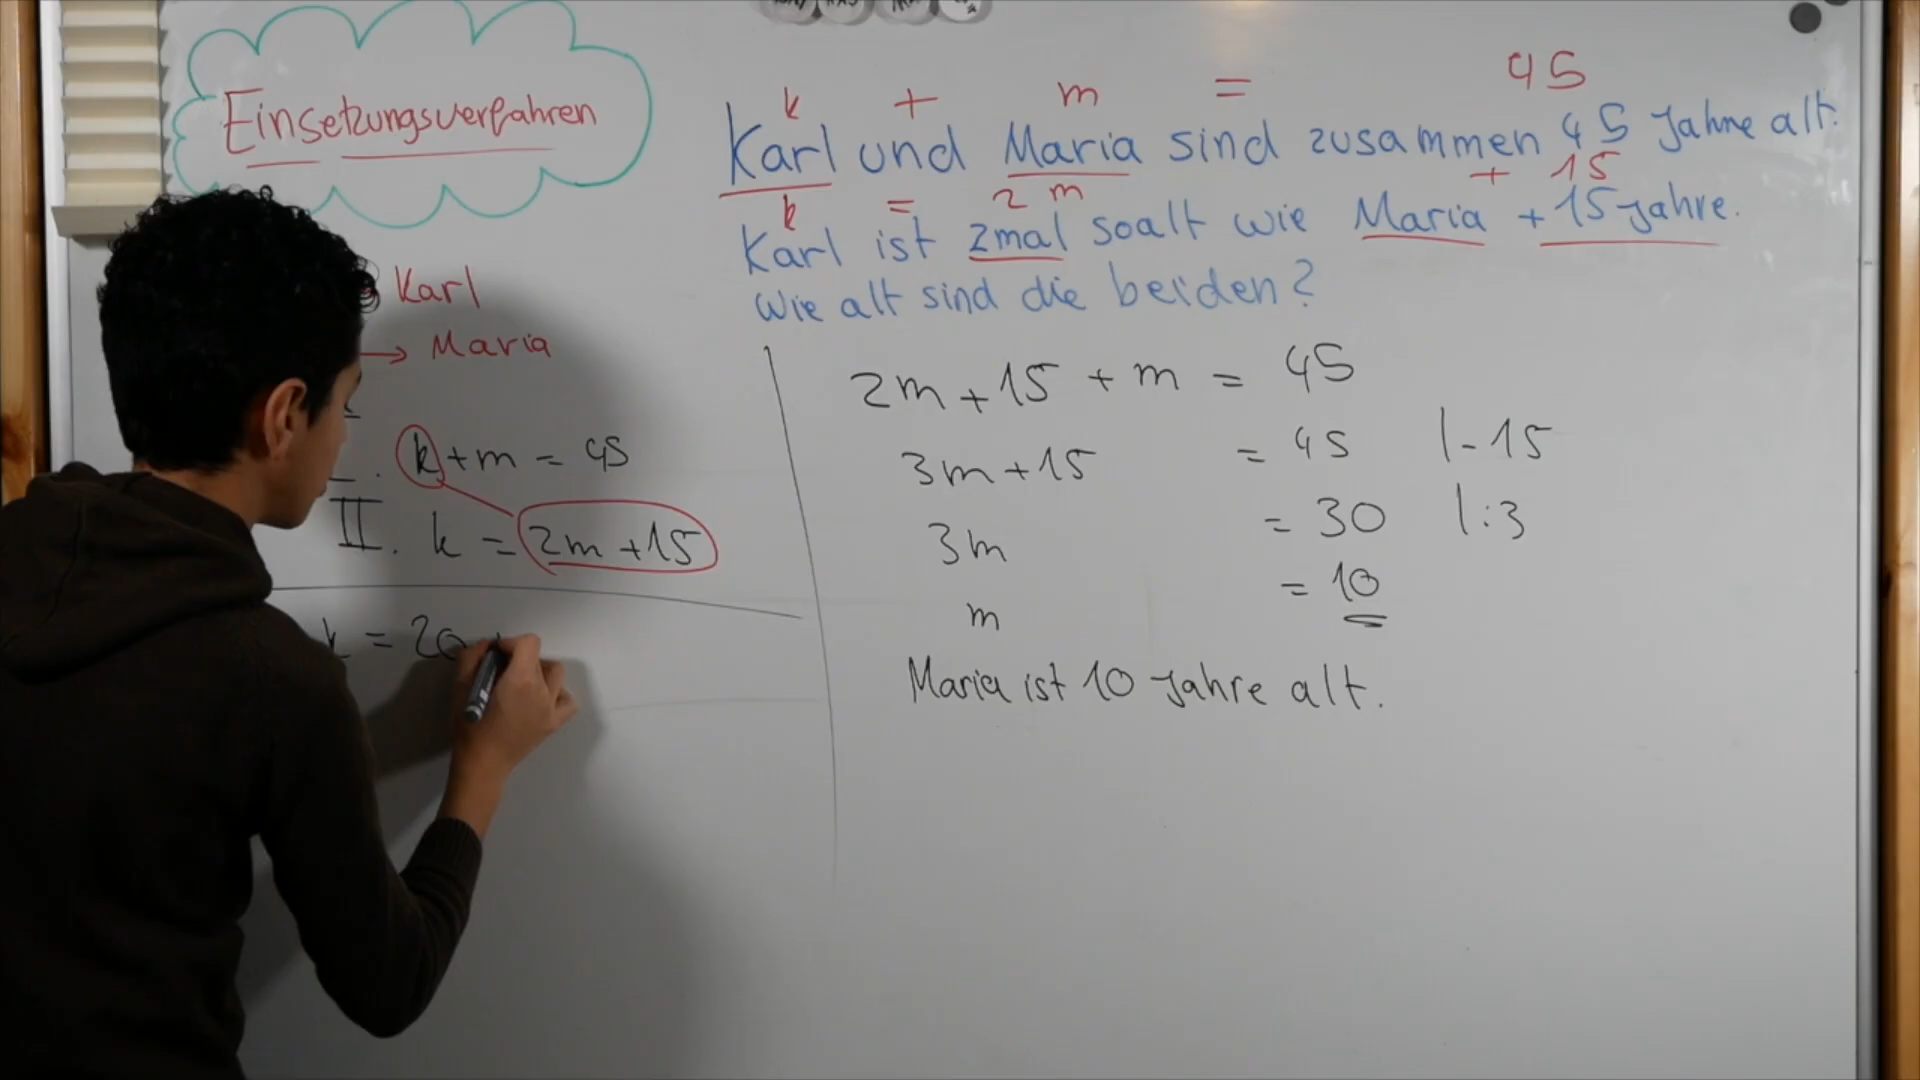 Einsetzungsverfahren
k + m = 45
Karl und Maria sind zusammen 45 Jahre alt.
k = 2 m + 15
Karl ist 2mal soalt wie Maria + 15 Jahre.
Wie alt sind die beiden?
Karl
→ Maria
k+m = 45
II. k = 2m+15
k = 20
2m+15 + m = 45
3m+15 = 45 |-15
3m = 30 |:3
m = 10
Maria ist 10 Jahre alt.